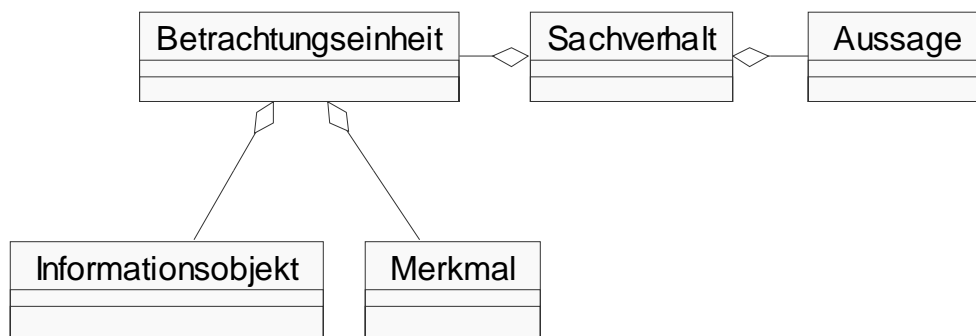 Betrachtungseinheit
Sachverhalt
Aussage
Informationsobjekt
Merkmal